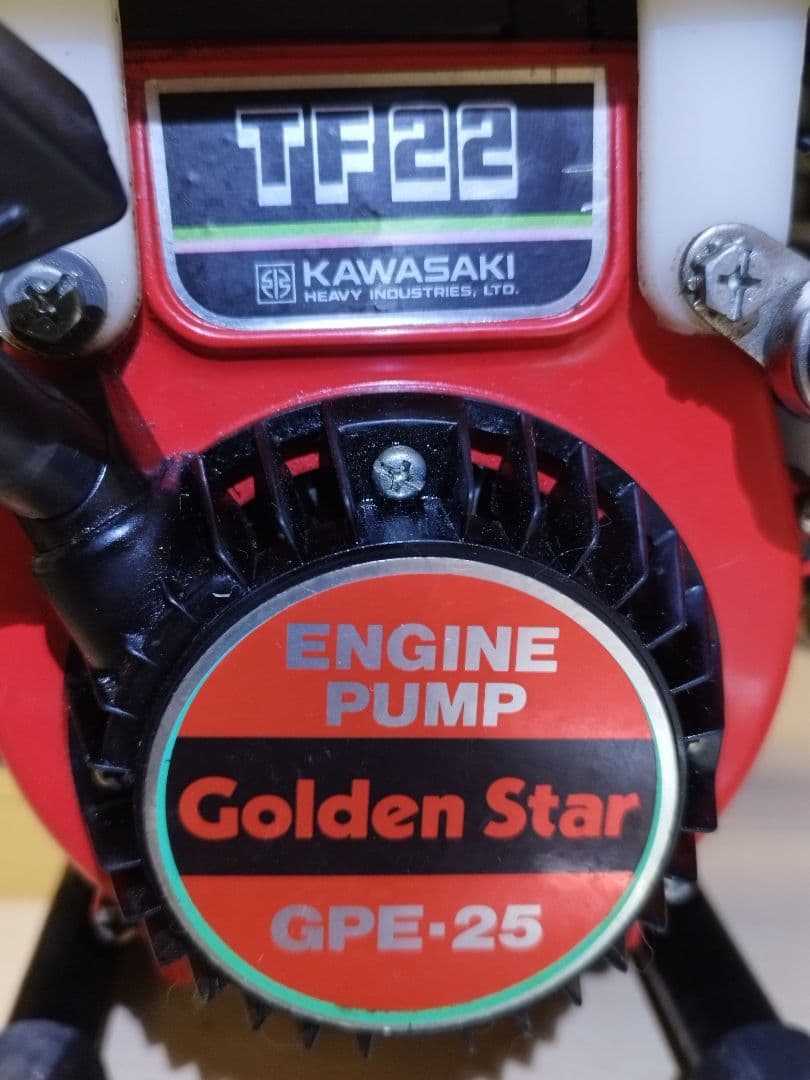 TF22
KAWASAKI
HEAVY INDUSTRIES, LTD.
ENGINE
PUMP
Golden Star
GPE-25